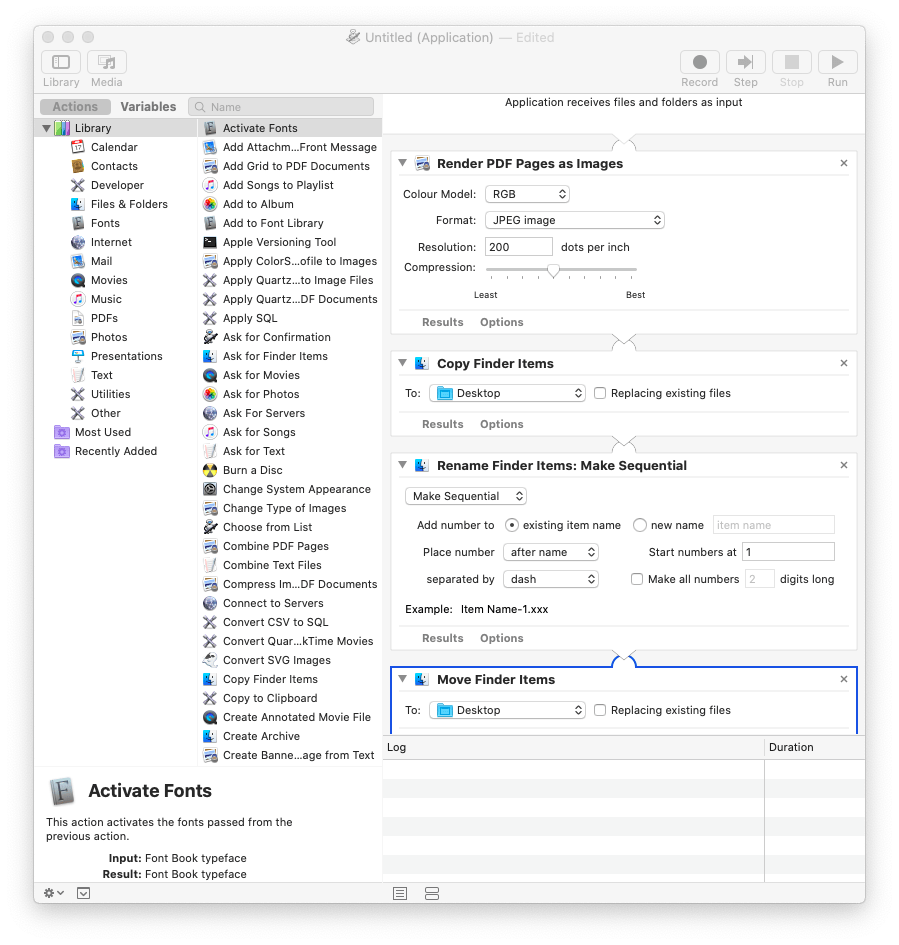 Untitled (Application) — Edited
Library
Media
Record
Step
Stop
Run
Actions
Variables
Name
Library
Calendar
Contacts
Developer
Files & Folders
Fonts
Internet
Mail
Movies
Music
PDFs
Photos
Presentations
Text
Utilities
Other
Most Used
Recently Added
Activate Fonts
Add Attachm...Front Message
Add Grid to PDF Documents
Add Songs to Playlist
Add to Album
Add to Font Library
Apple Versioning Tool
Apply ColorS...ofile to Images
Apply Quartz...to Image Files
Apply Quartz...DF Documents
Apply SQL
Ask for Confirmation
Ask for Finder Items
Ask for Movies
Ask for Photos
Ask For Servers
Ask for Songs
Ask for Text
Burn a Disc
Change System Appearance
Change Type of Images
Choose from List
Combine PDF Pages
Combine Text Files
Compress Im...DF Documents
Connect to Servers
Convert CSV to SQL
Convert Quar...kTime Movies
Convert SVG Images
Copy Finder Items
Copy to Clipboard
Create Annotated Movie File
Create Archive
Create Banne...age from Text
Activate Fonts
This action activates the fonts passed from the
previous action.
Input: Font Book typeface
Result: Font Book typeface
Application receives files and folders as input
Render PDF Pages as Images
Colour Model: RGB
Format: JPEG image
Resolution: 200 dots per inch
Compression:
Least Best
Results Options
Copy Finder Items
To: Desktop Replacing existing files
Results Options
Rename Finder Items: Make Sequential
Make Sequential
Add number to existing item name new name item name
Place number after name Start numbers at 1
separated by dash Make all numbers 2 digits long
Example: Item Name-1.xxx
Results Options
Move Finder Items
To: Desktop Replacing existing files
Log Duration